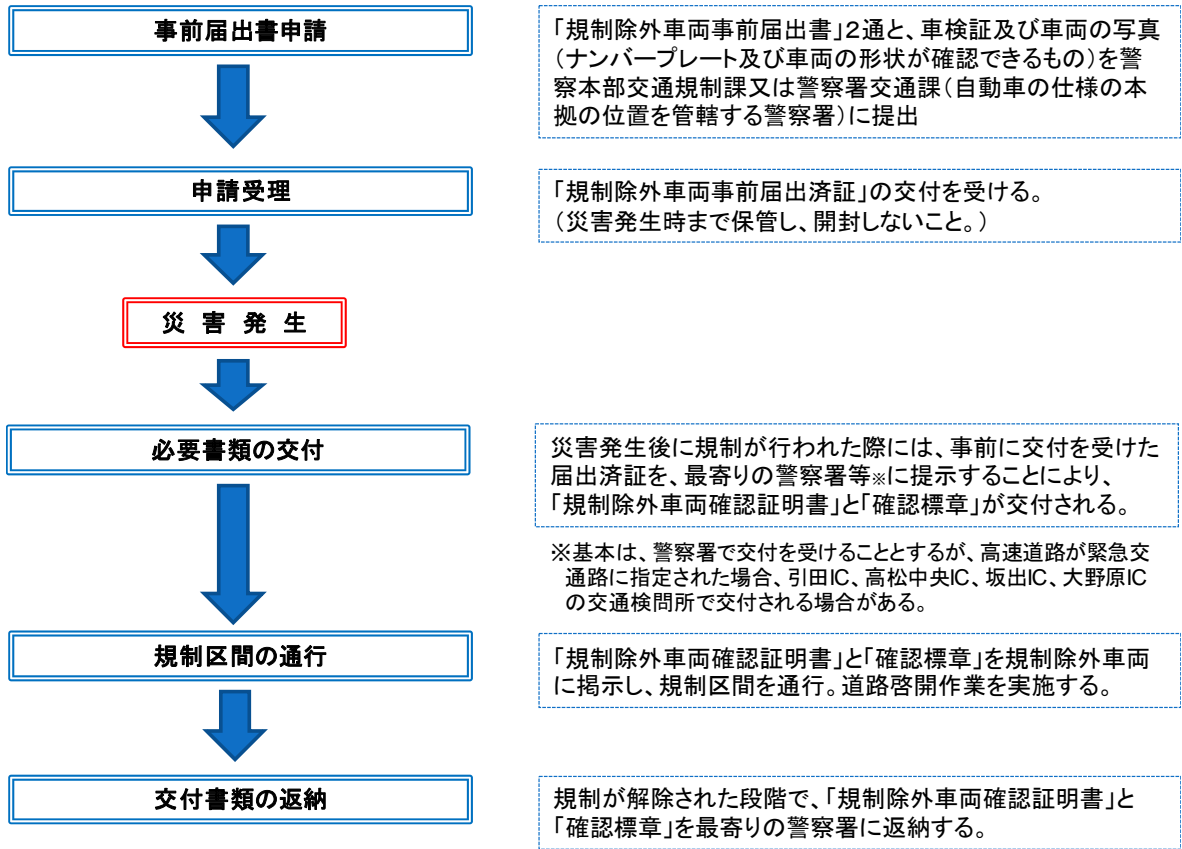 事前届出書申請
「規制除外車両事前届出書」２通と、車検証及び車両の写真
（ナンバープレート及び車両の形状が確認できるもの）を警
察本部交通規制課又は警察署交通課（自動車の仕様の本
拠の位置を管轄する警察署）に提出
申請受理
「規制除外車両事前届出済証」の交付を受ける。
（災害発生時まで保管し、開封しないこと。）
災 害 発 生
必要書類の交付
災害発生後に規制が行われた際には、事前に交付を受けた
届出済証を、最寄りの警察署等※に提示することにより、
「規制除外車両確認証明書」と「確認標章」が交付される。
※基本は、警察署で交付を受けることとするが、高速道路が緊急交
通路に指定された場合、引田IC、高松中央IC、坂出IC、大野原IC
の交通検問所で交付される場合がある。
規制区間の通行
「規制除外車両確認証明書」と「確認標章」を規制除外車両
に掲示し、規制区間を通行。道路啓開作業を実施する。
交付書類の返納
規制が解除された段階で、「規制除外車両確認証明書」と
「確認標章」を最寄りの警察署に返納する。